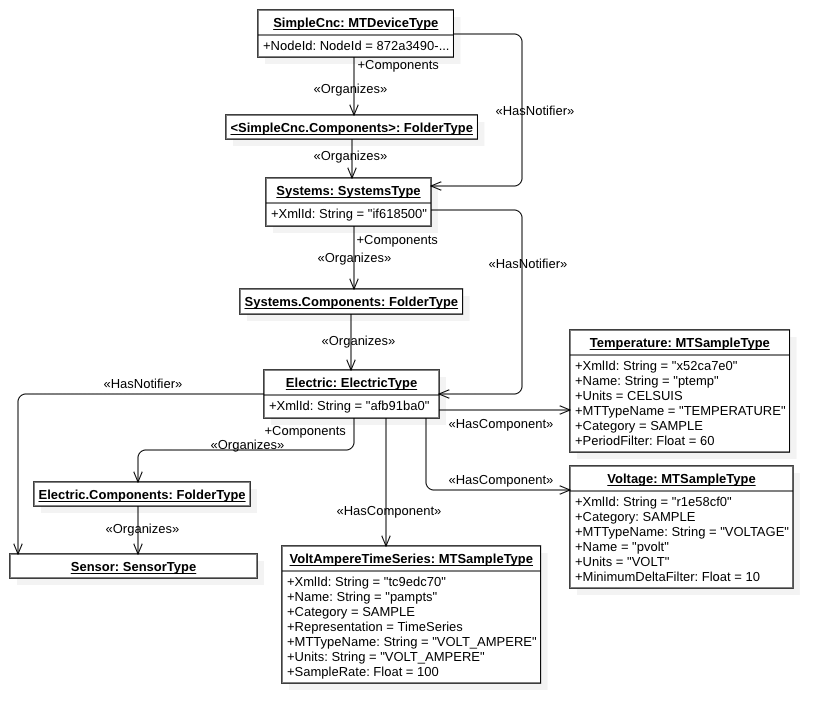 SimpleCnc: MTDeviceType
+NodeId: NodeId = 872a3490-...
+Components
«Organizes»
«HasNotifier»
<SimpleCnc.Components>: FolderType
«Organizes»
Systems: SystemsType
+XmlId: String = "if618500"
+Components
«Organizes»
«HasNotifier»
Systems.Components: FolderType
«Organizes»
Electric: ElectricType
+XmlId: String = "afb91ba0"
«HasNotifier»
+Components
«Organizes»
«HasComponent»
«HasComponent»
«HasComponent»
Temperature: MTSampleType
+XmlId: String = "x52ca7e0"
+Name: String = "ptemp"
+Units = CELSUIS
+MTTypeName = "TEMPERATURE"
+Category = SAMPLE
+PeriodFilter: Float = 60
Voltage: MTSampleType
+XmlId: String = "r1e58cf0"
+Category: SAMPLE
+MTTypeName: String = "VOLTAGE"
+Name = "pvolt"
+Units = "VOLT"
+MinimumDeltaFilter: Float = 10
Electric.Components: FolderType
«Organizes»
Sensor: SensorType
VoltAmpereTimeSeries: MTSampleType
+XmlId: String = "tc9edc70"
+Name: String = "pampts"
+Category = SAMPLE
+Representation = TimeSeries
+MTTypeName: String = "VOLT_AMPERE"
+Units: String = "VOLT_AMPERE"
+SampleRate: Float = 100